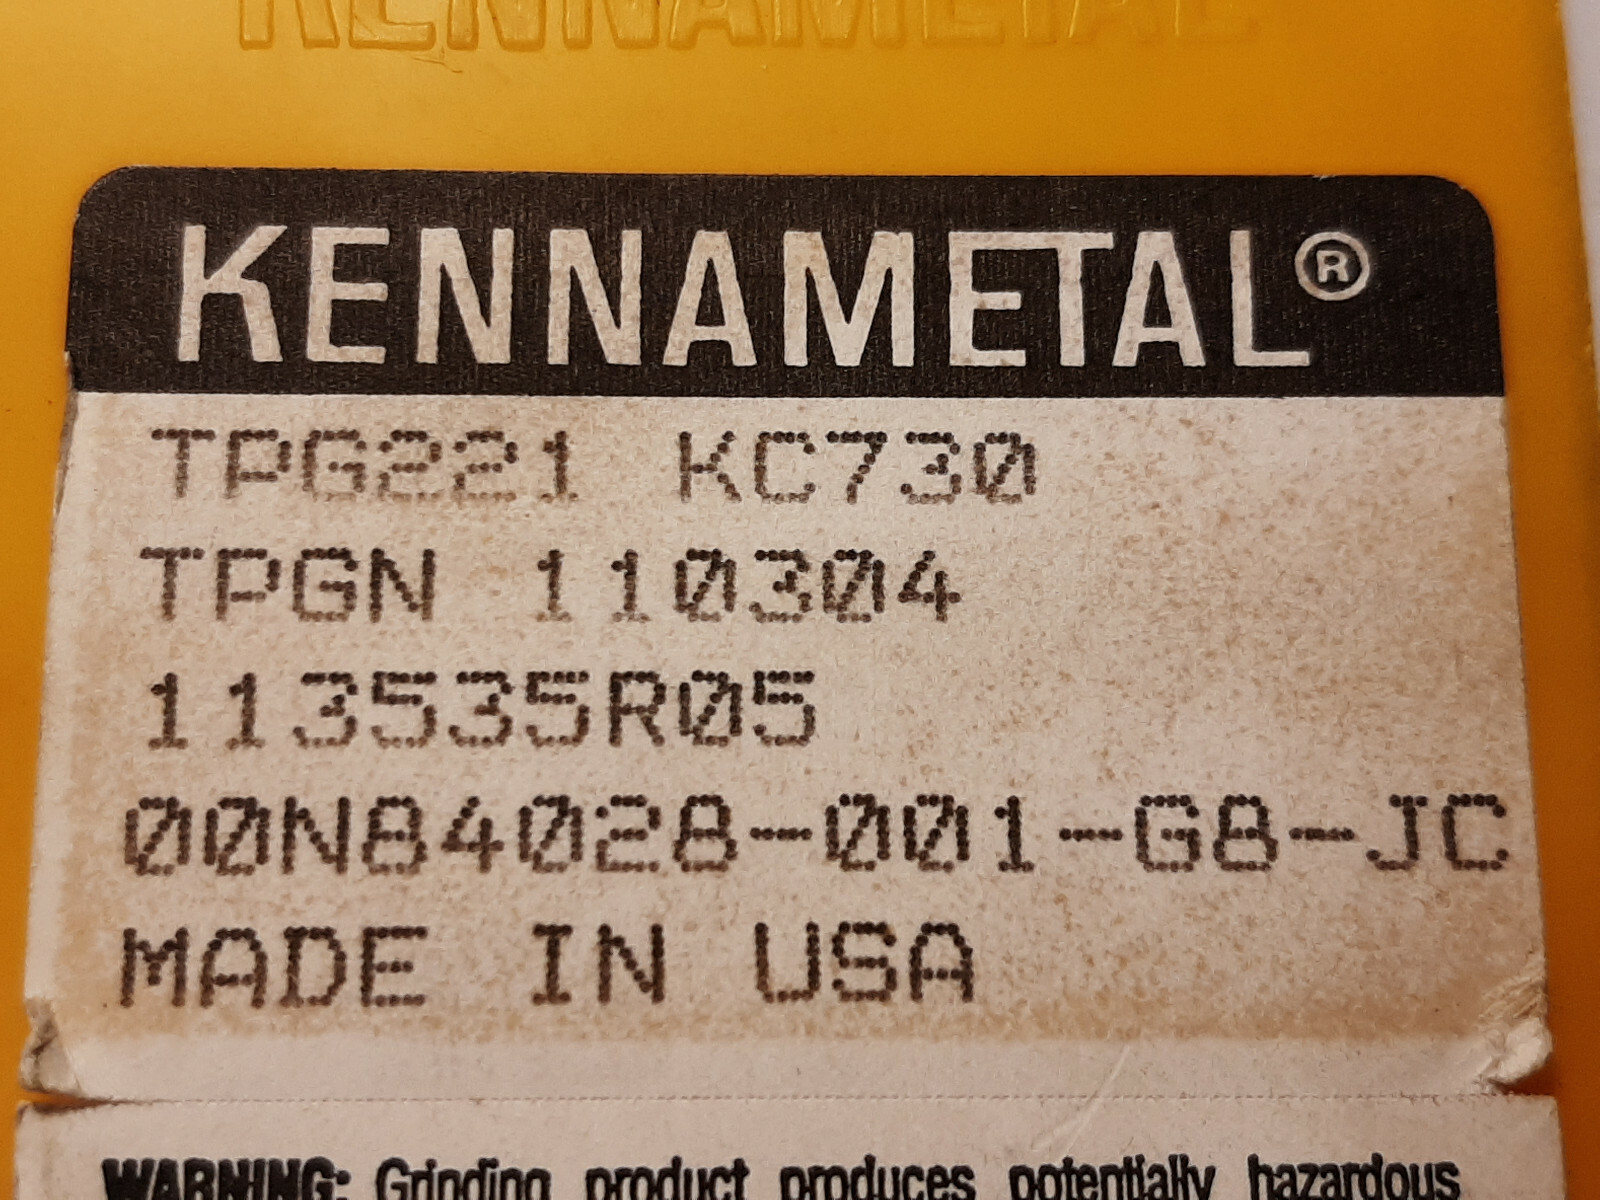 KENNAMETAL
KENNAMETAL®
TPG221 KC730
TPGN 110304
113535R05
00N84028-001-G8-JC
MADE IN USA
WARNING: Grinding product produces potentially hazardous